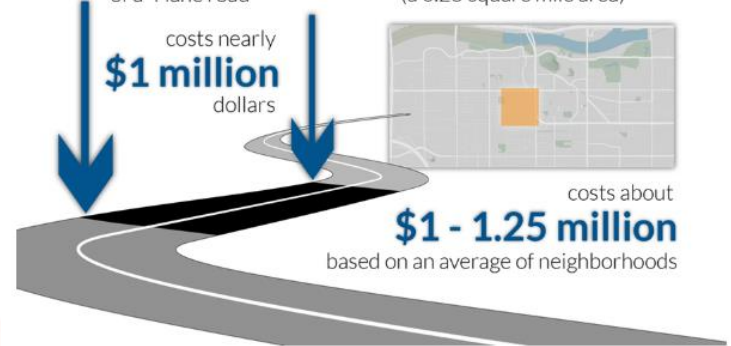 costs nearly
$1 million
dollars
costs about
$1 - 1.25 million
based on an average of neighborhoods